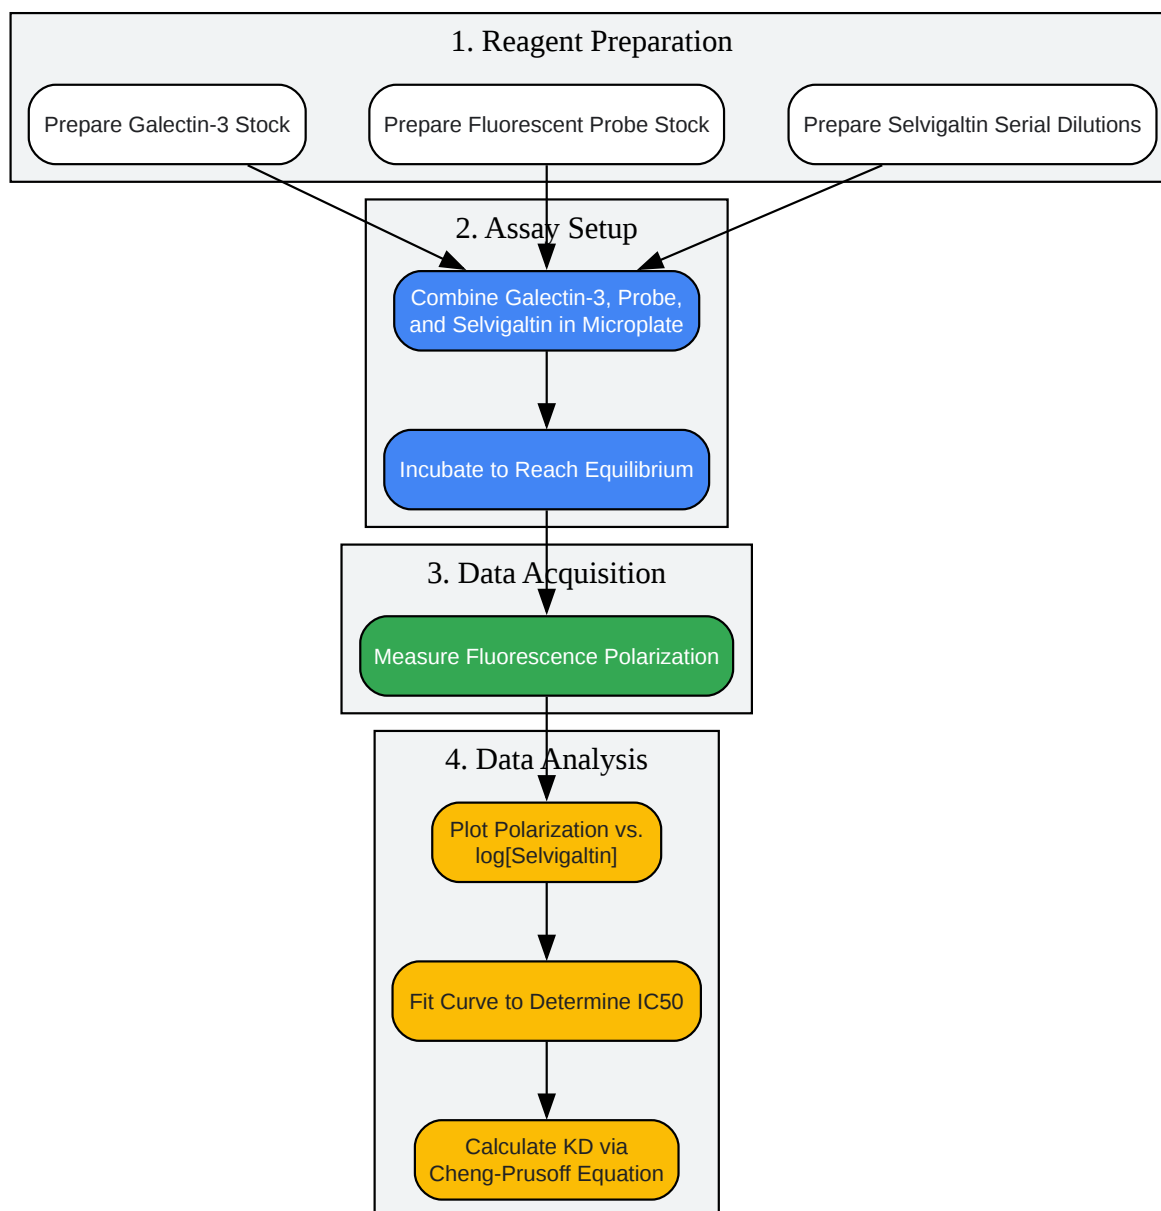 1. Reagent Preparation
Prepare Galectin-3 Stock
Prepare Fluorescent Probe Stock
Prepare Selvigaltin Serial Dilutions
2. Assay Setup
Combine Galectin-3, Probe,
and Selvigaltin in Microplate
Incubate to Reach Equilibrium
3. Data Acquisition
Measure Fluorescence Polarization
4. Data Analysis
Plot Polarization vs.
log[Selvigaltin]
Fit Curve to Determine IC50
Calculate KD via
Cheng-Prusoff Equation